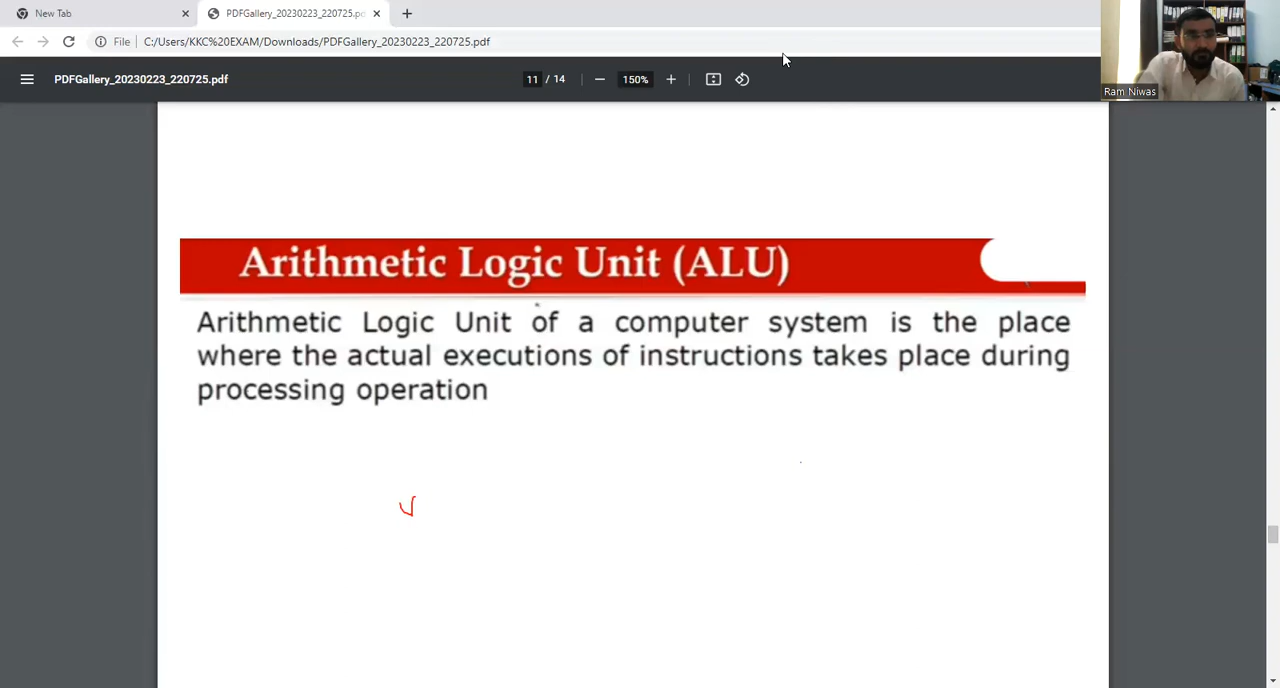 New Tab
PDFGallery_20230223_220725.pdf
File C:/Users/KKC%20EXAM/Downloads/PDFGallery_20230223_220725.pdf
PDFGallery_20230223_220725.pdf
11 / 14
150%
Ram Niwas
Arithmetic Logic Unit (ALU)
Arithmetic Logic Unit of a computer system is the place
where the actual executions of instructions takes place during
processing operation